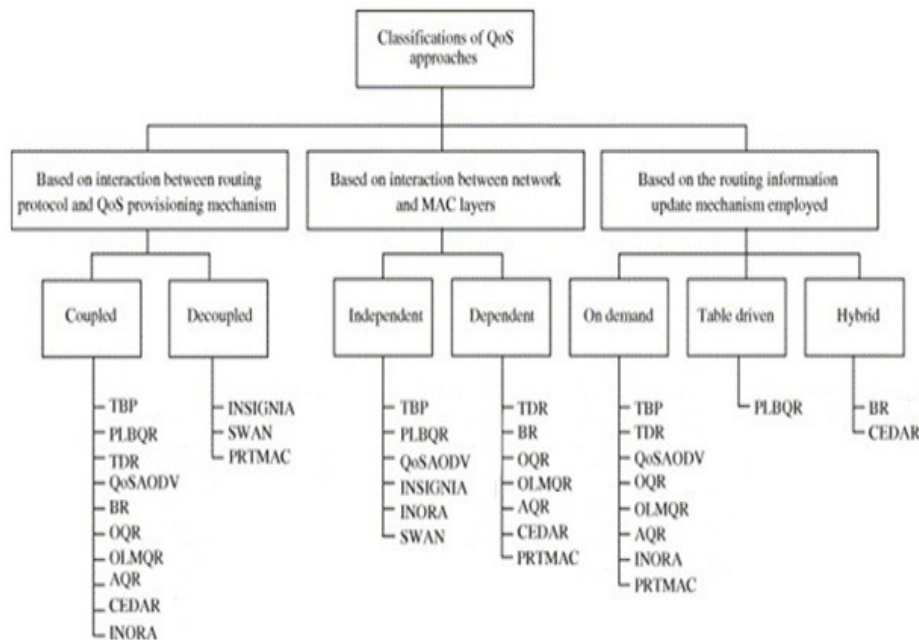 Classifications of QoS
approaches
Based on interaction between routing
protocol and QoS provisioning mechanism
Based on interaction between network
and MAC layers
Based on the routing information
update mechanism employed
Coupled
Decoupled
Independent
Dependent
On demand
Table driven
Hybrid
TBP
PLBQR
TDR
QoSAODV
BR
OQR
OLMQR
AQR
CEDAR
INORA
INSIGNIA
SWAN
PRTMAC
TBP
PLBQR
QoSAODV
INSIGNIA
INORA
SWAN
TDR
BR
OQR
OLMQR
AQR
CEDAR
PRTMAC
TBP
TDR
QoSAODV
OQR
OLMQR
AQR
INORA
PRTMAC
PLBQR
BR
CEDAR